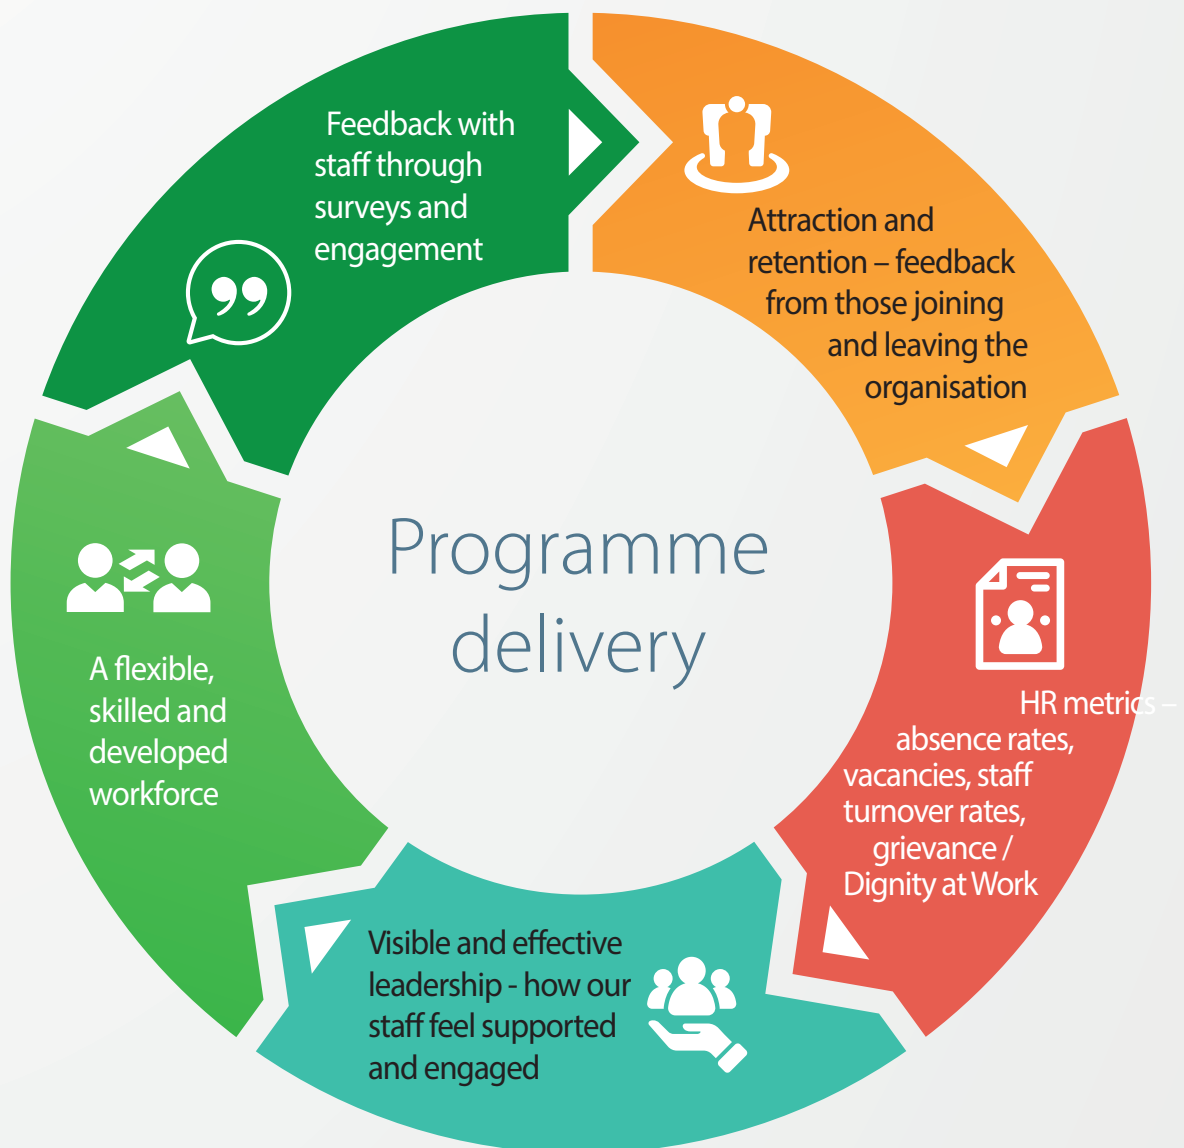 Feedback with
staff through
surveys and
engagement
Attraction and
retention – feedback
from those joining
and leaving the
organisation
HR metrics –
absence rates,
vacancies, staff
turnover rates,
grievance /
Dignity at Work
Visible and effective
leadership - how our
staff feel supported
and engaged
A flexible,
skilled and
developed
workforce
Programme
delivery